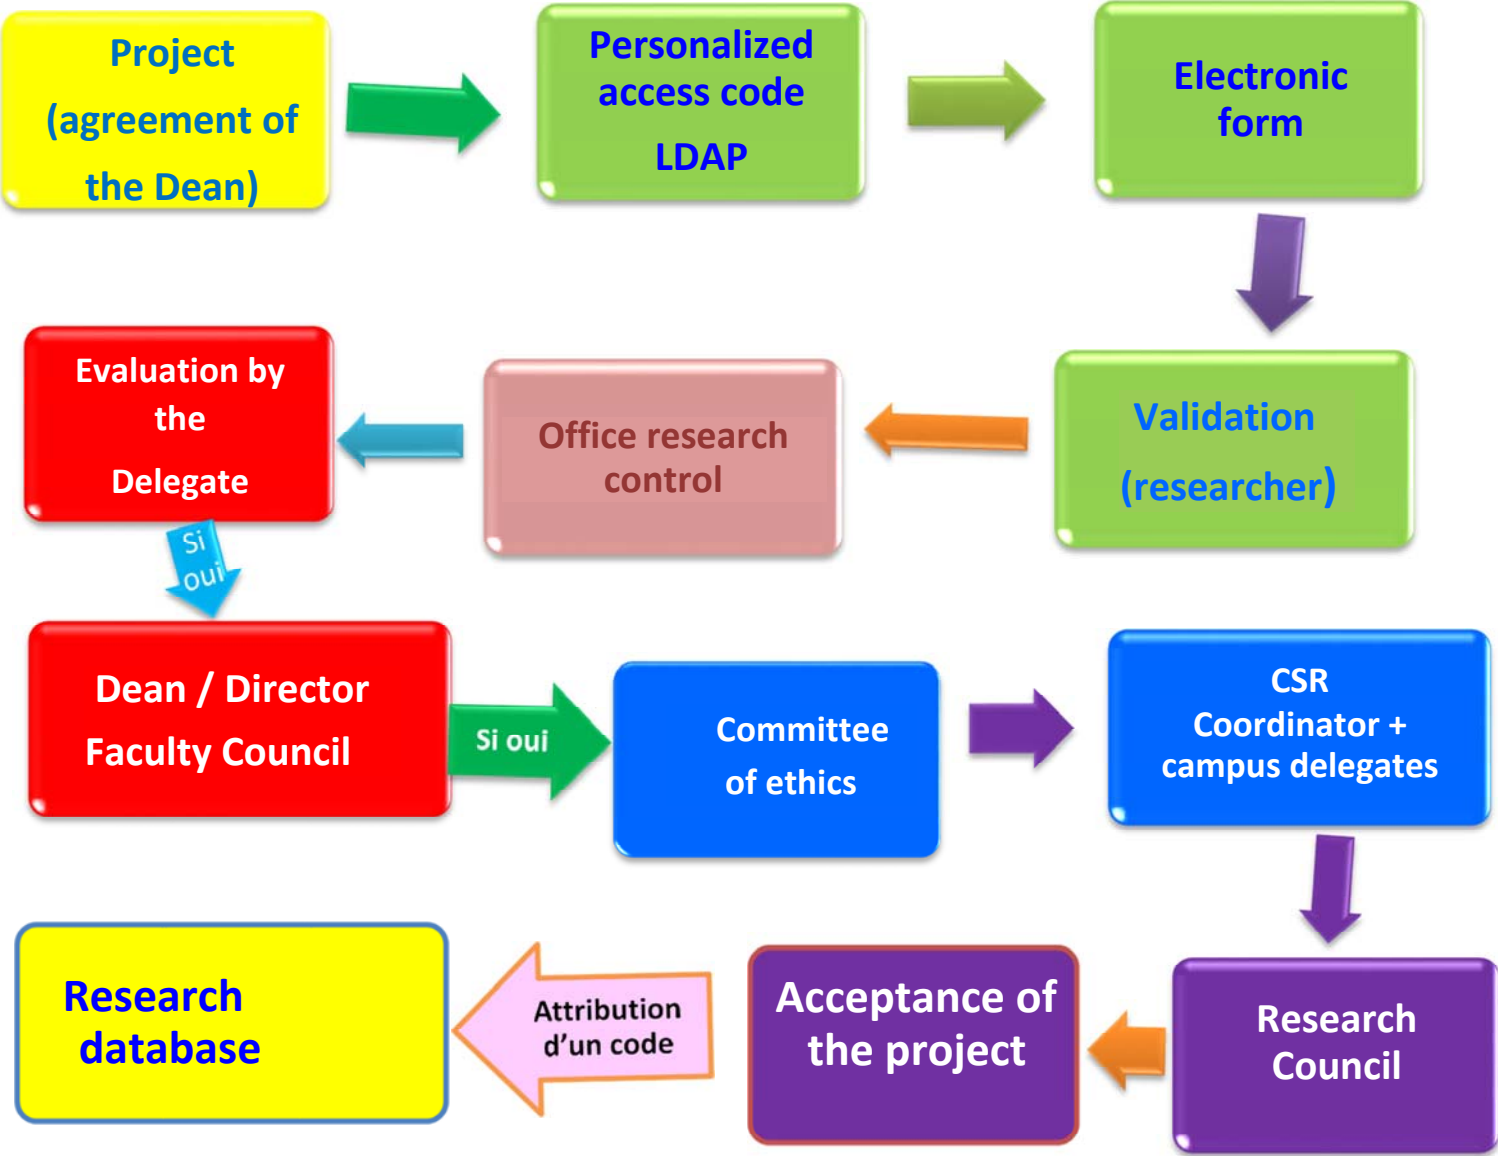 Project
(agreement of
the Dean)
Personalized
access code
LDAP
Electronic
form
Validation
(researcher)
Office research
control
Evaluation by
the
Delegate
Si
oui
Dean / Director
Faculty Council
Si oui
Committee
of ethics
CSR
Coordinator +
campus delegates
Research
Council
Acceptance of
the project
Attribution
d’un code
Research
database